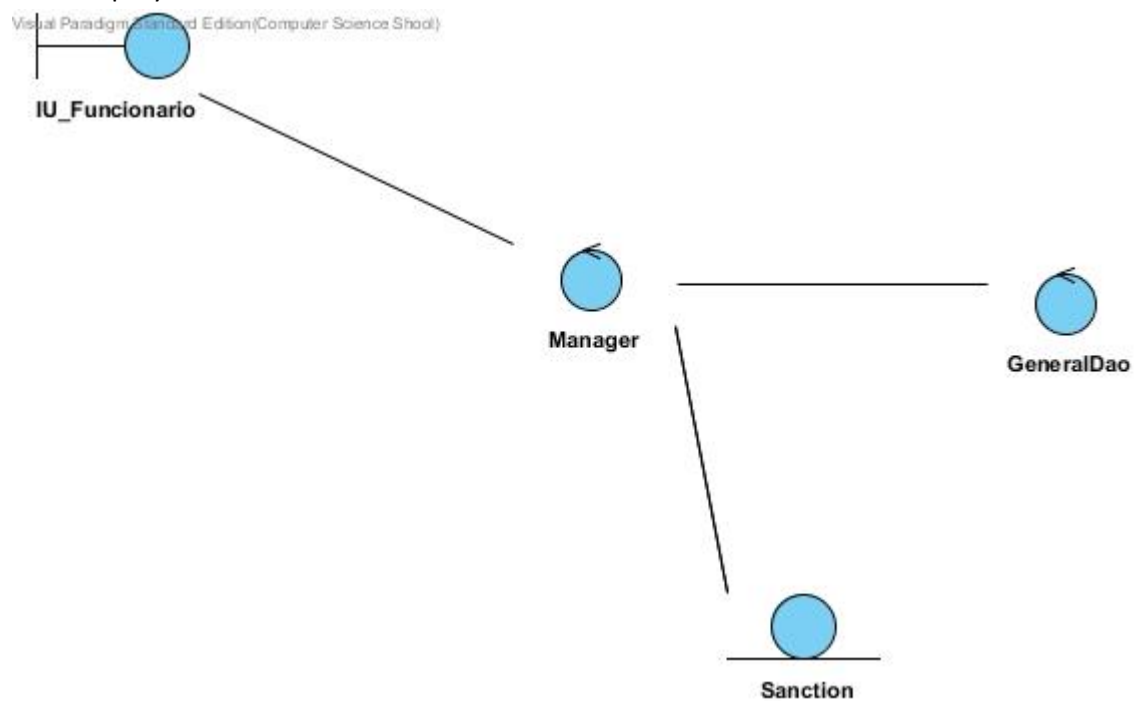 Visual Paradigm Standard Edition(Computer Science Shool)
IU_Funcionario
Manager
GeneralDao
Sanction